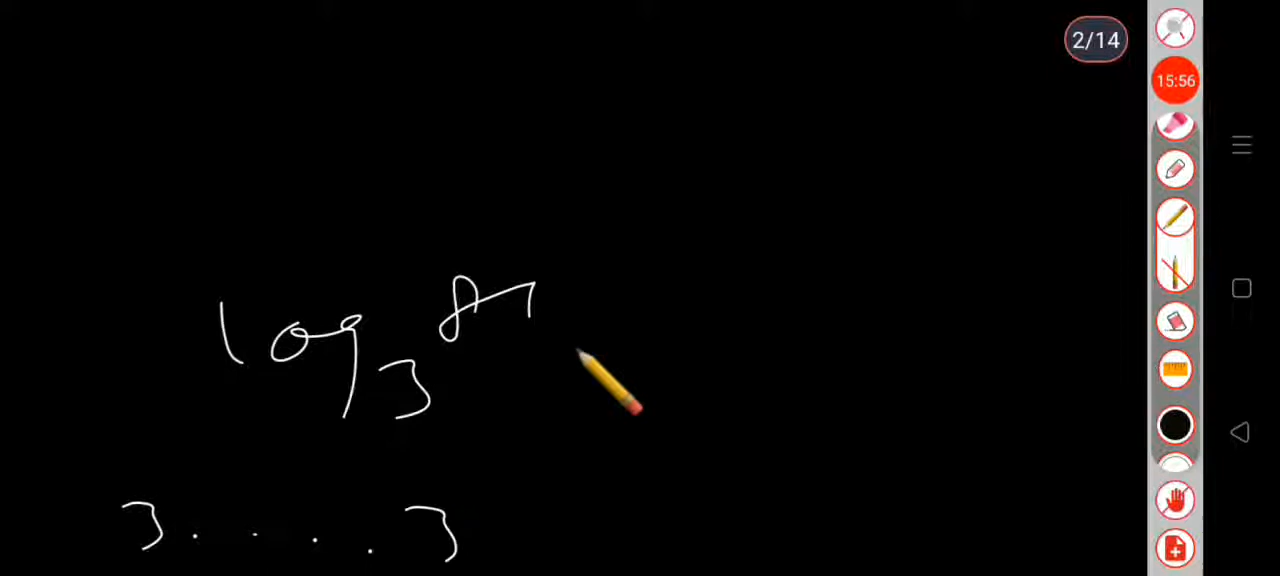 2/14
15:56
log₃ 81
3 . . . . 3